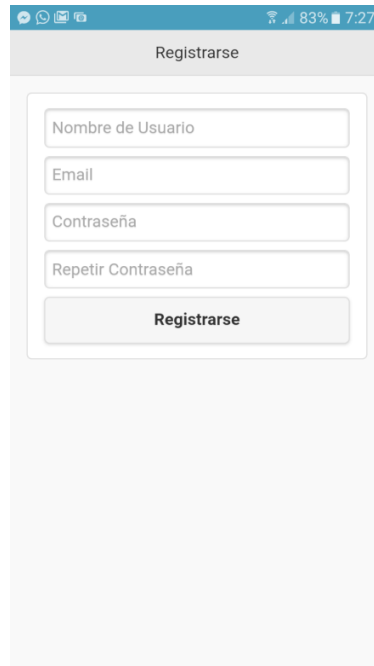 83% 7:27
Registrarse
Nombre de Usuario
Email
Contraseña
Repetir Contraseña
Registrarse